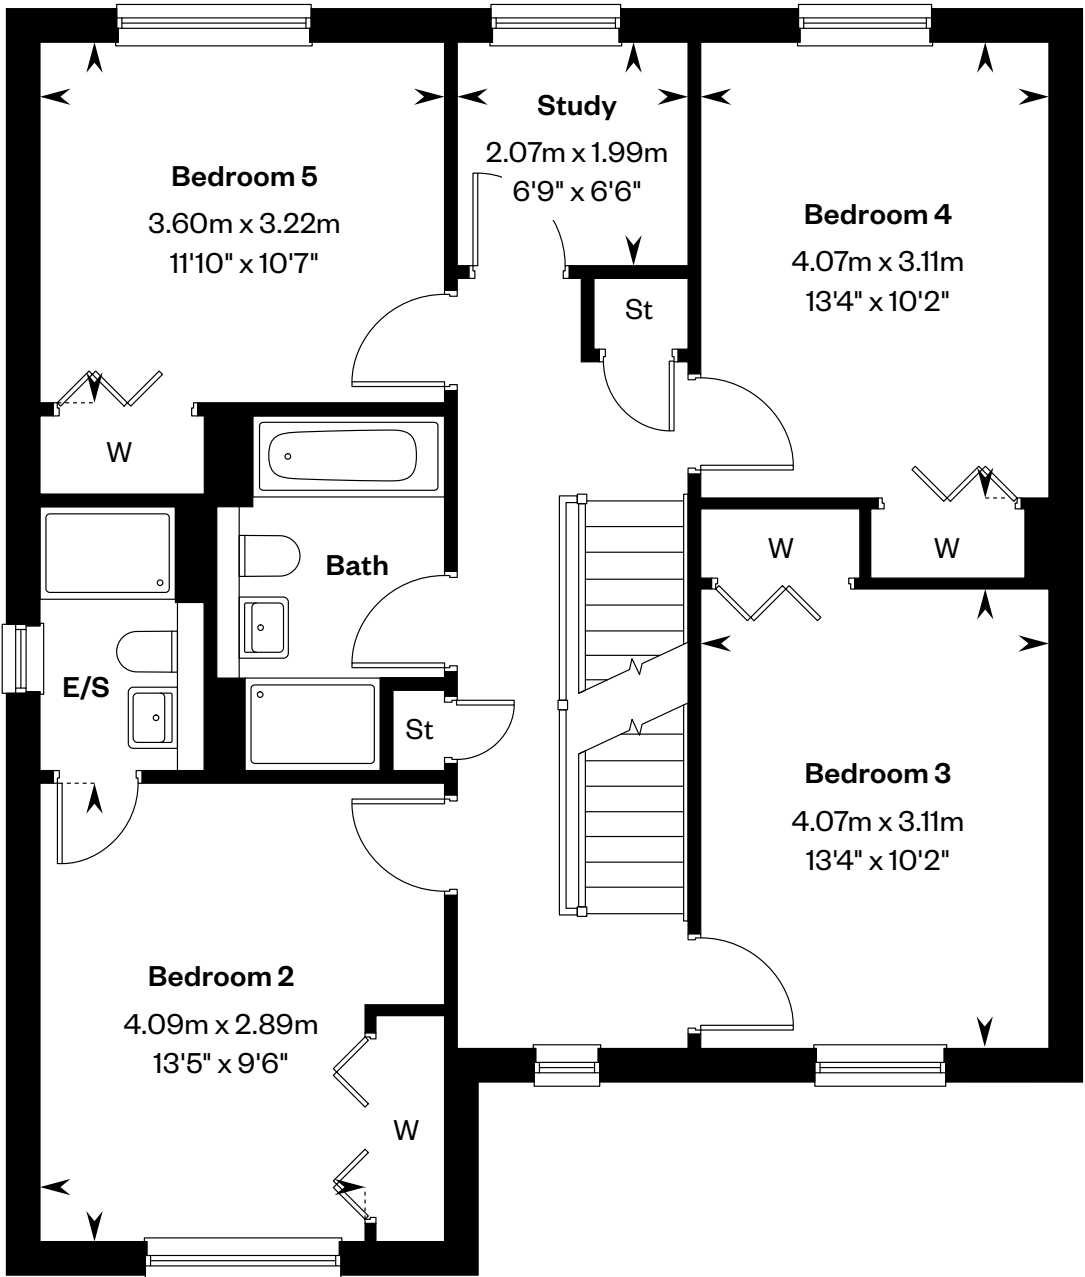 Study
2.07m x 1.99m
6'9" x 6'6"
Bedroom 5
3.60m x 3.22m
11'10" x 10'7"
Bedroom 4
4.07m x 3.11m
13'4" x 10'2"
St
W
Bath
W
W
E/S
St
Bedroom 3
4.07m x 3.11m
13'4" x 10'2"
Bedroom 2
4.09m x 2.89m
13'5" x 9'6"
W